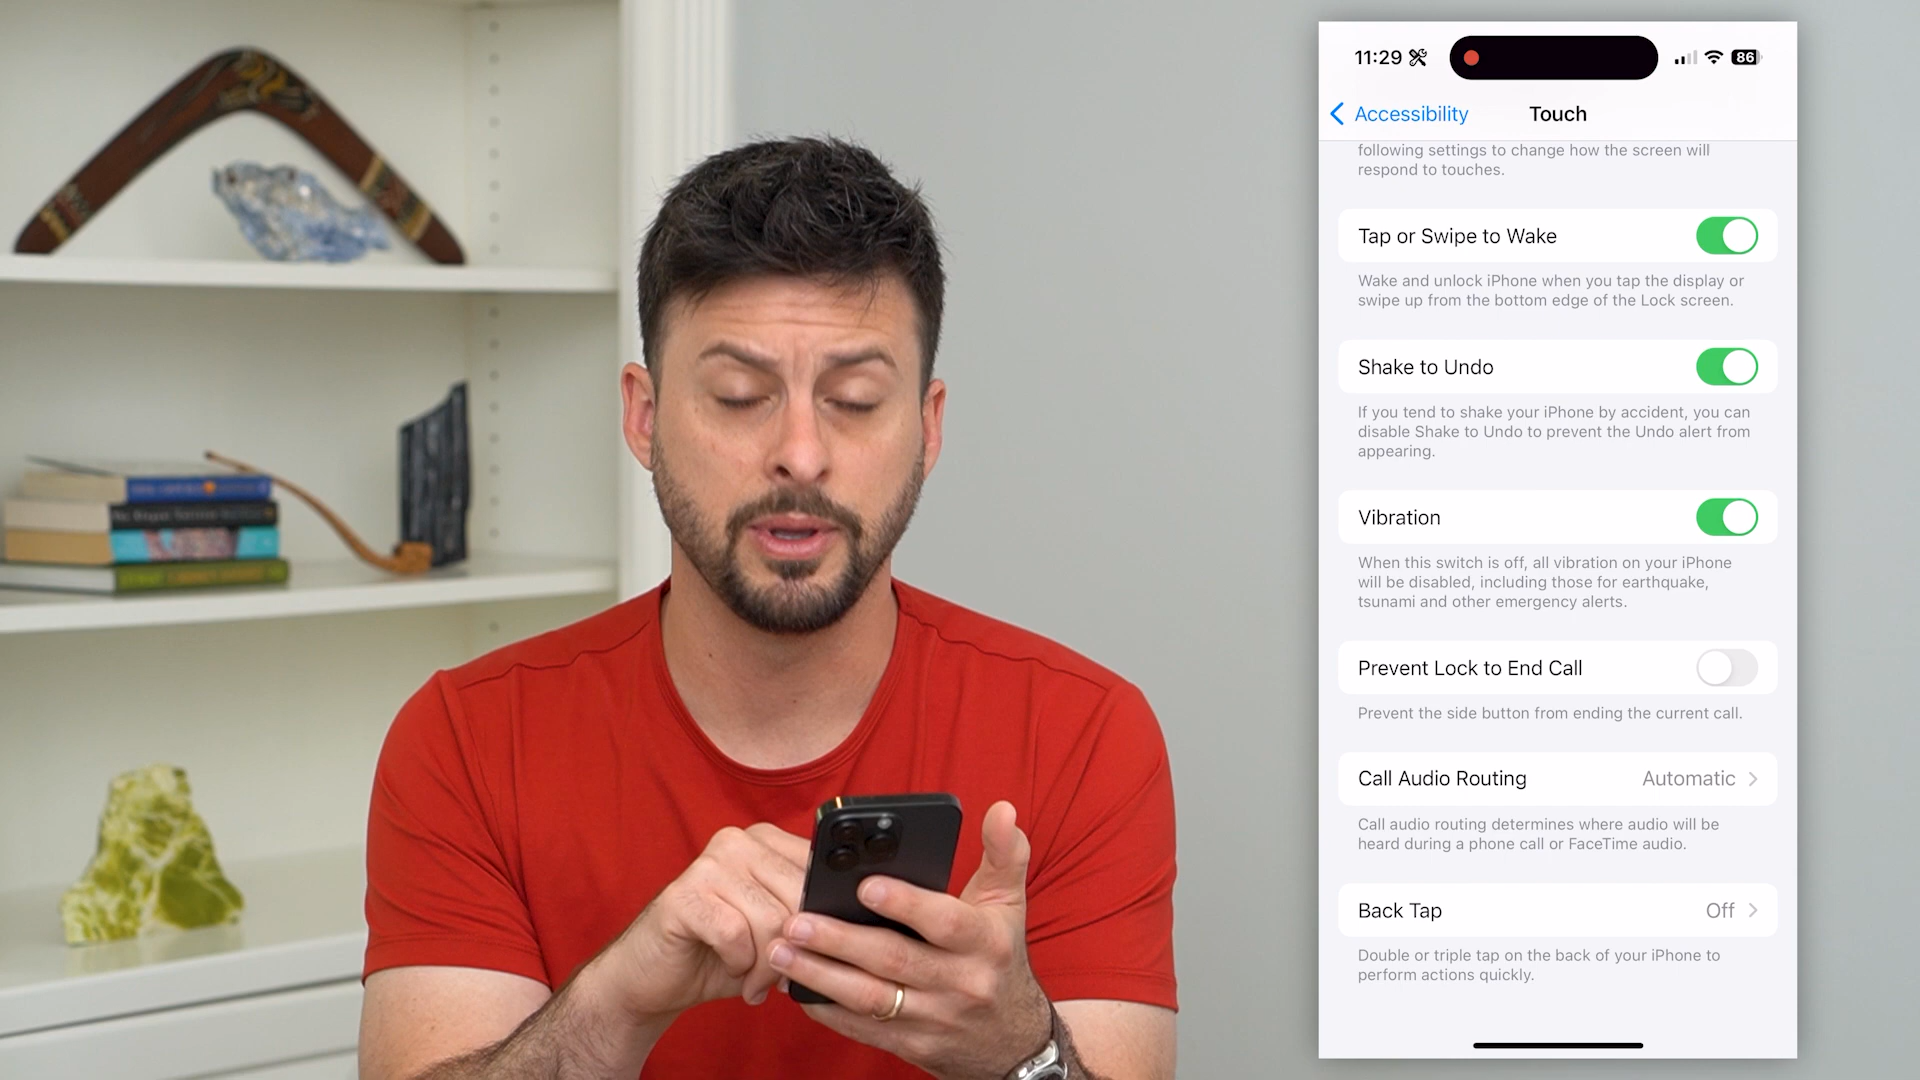 11:29
86
Accessibility
Touch
following settings to change how the screen will
respond to touches.
Tap or Swipe to Wake
Wake and unlock iPhone when you tap the display or
swipe up from the bottom edge of the Lock screen.
Shake to Undo
If you tend to shake your iPhone by accident, you can
disable Shake to Undo to prevent the Undo alert from
appearing.
Vibration
When this switch is off, all vibration on your iPhone
will be disabled, including those for earthquake,
tsunami and other emergency alerts.
Prevent Lock to End Call
Prevent the side button from ending the current call.
Call Audio Routing
Automatic
Call audio routing determines where audio will be
heard during a phone call or FaceTime audio.
Back Tap
Off
Double or triple tap on the back of your iPhone to
perform actions quickly.